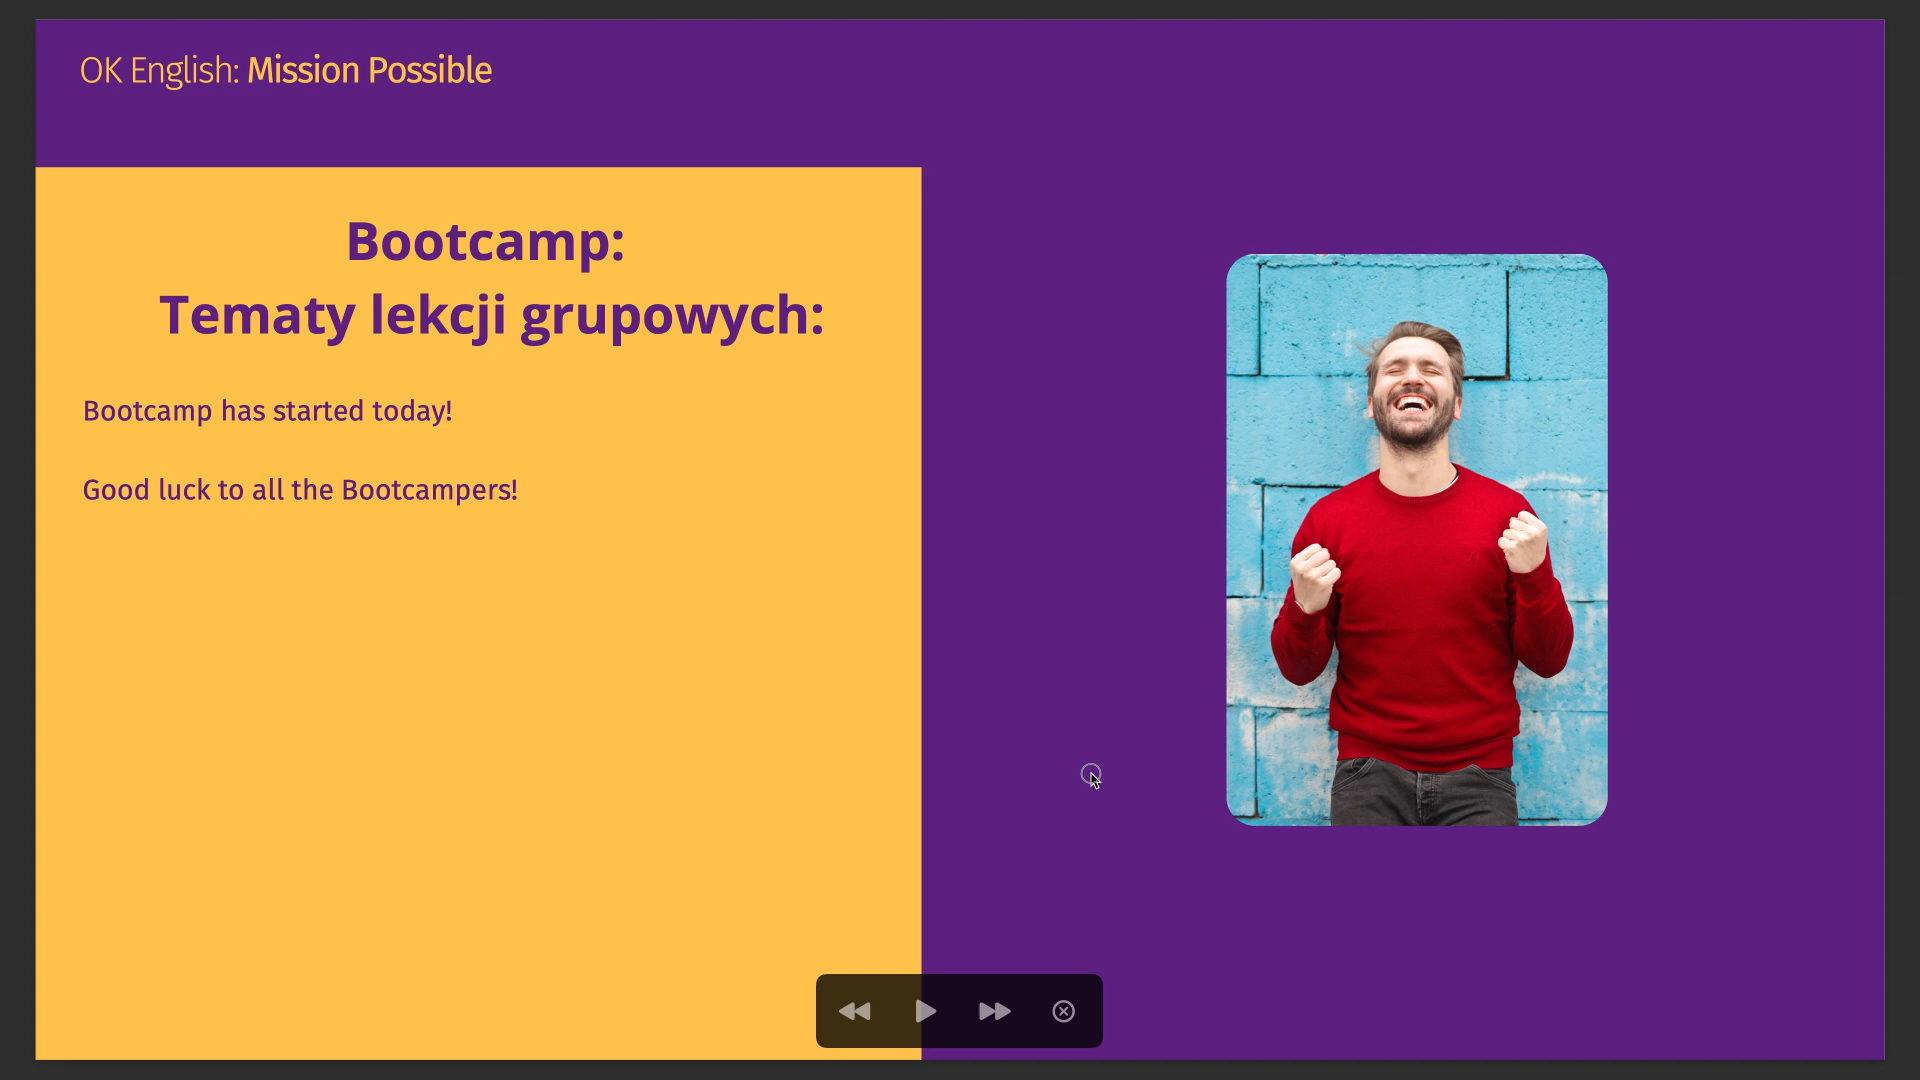 OK English: Mission Possible
Bootcamp:
Tematy lekcji grupowych:
Bootcamp has started today!
Good luck to all the Bootcampers!